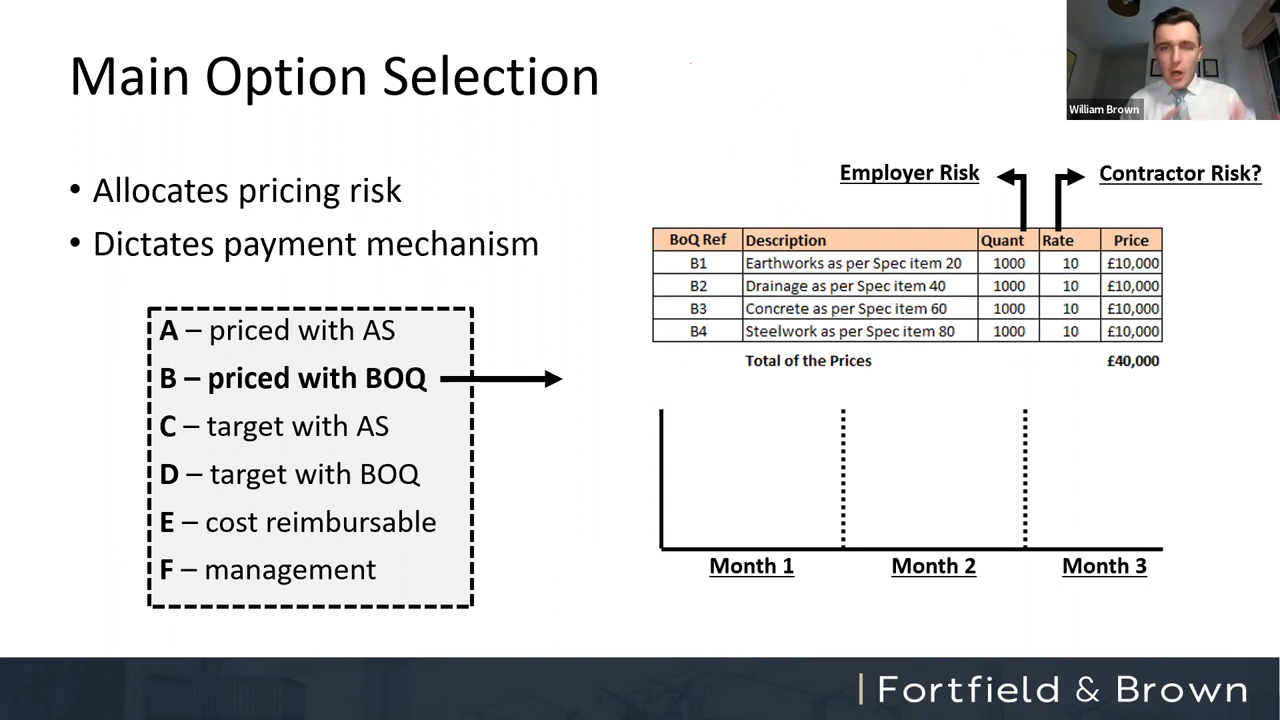 Main Option Selection
William Brown
• Allocates pricing risk
• Dictates payment mechanism
A – priced with AS
B – priced with BOQ
C – target with AS
D – target with BOQ
E – cost reimbursable
F – management
Employer Risk
Contractor Risk?
BoQ Ref Description Quant Rate Price
B1 Earthworks as per Spec item 20 1000 10 £10,000
B2 Drainage as per Spec item 40 1000 10 £10,000
B3 Concrete as per Spec item 60 1000 10 £10,000
B4 Steelwork as per Spec item 80 1000 10 £10,000
Total of the Prices £40,000
Month 1 Month 2 Month 3
Fortfield & Brown